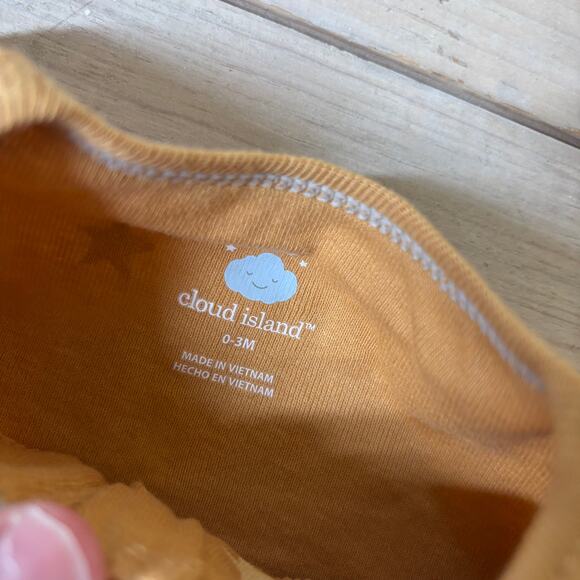 cloud island™
0-3M
MADE IN VIETNAM
HECHO EN VIETNAM